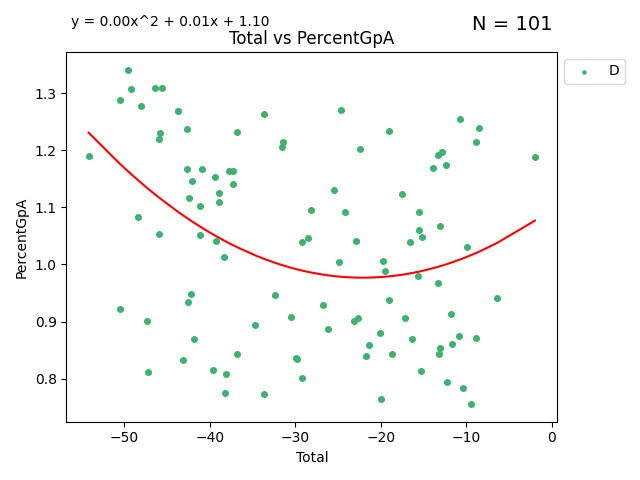 y = 0.00x^2 + 0.01x + 1.10
N = 101
Total vs PercentGpA
D
PercentGpA
1.3
1.2
1.1
1.0
0.9
0.8
−50
−40
−30
−20
−10
0
Total